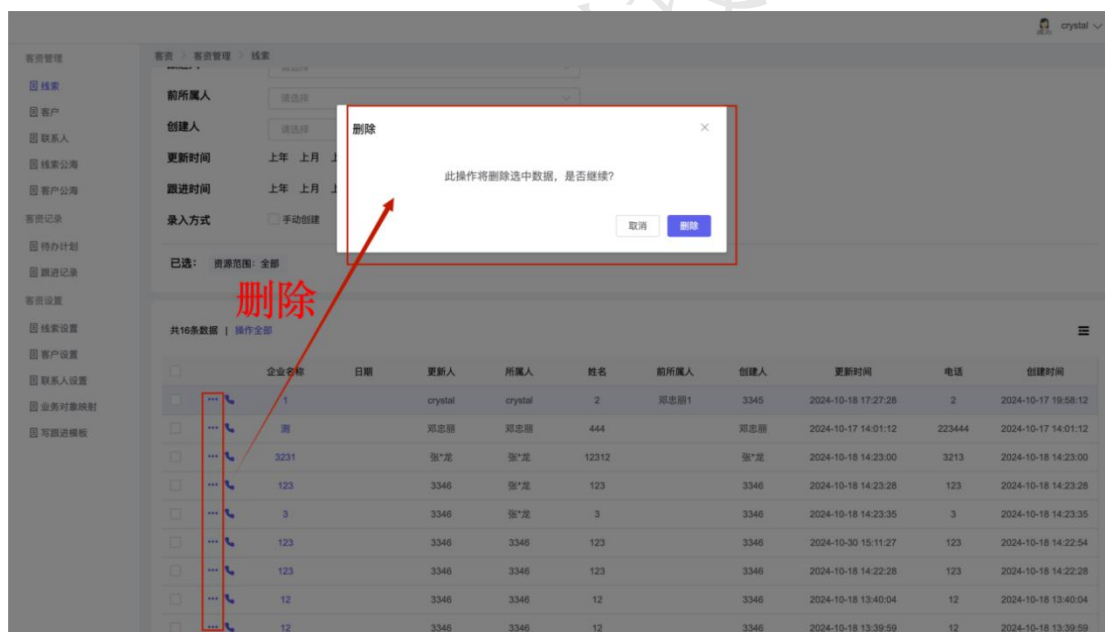 crystal
客资管理
线索
客户
联系人
线索公海
客户公海
客资记录
待办计划
跟进记录
客资设置
线索设置
客户设置
联系人设置
业务对象映射
写跟进模板
客资 > 客资管理 > 线索
请选择
前所属人 请选择
创建人 请选择
更新时间 上年 上月
跟进时间 上年 上月
录入方式 手动创建
删除
此操作将删除选中数据，是否继续?
取消 删除
已选: 资源范围: 全部
删除
共16条数据 | 操作全部
企业名称 日期 更新人 所属人 姓名 前所属人 创建人 更新时间 电话 创建时间
1 crystal crystal 2 邓忠丽1 3345 2024-10-18 17:27:28 2 2024-10-17 19:58:12
测 邓忠丽 邓忠丽 444 邓忠丽 2024-10-17 14:01:12 223444 2024-10-17 14:01:12
3231 张*龙 张*龙 12312 张*龙 2024-10-18 14:23:00 3213 2024-10-18 14:23:00
123 3346 张*龙 123 3346 2024-10-18 14:23:28 123 2024-10-18 14:23:28
3 3346 张*龙 3 3346 2024-10-18 14:23:35 3 2024-10-18 14:23:35
123 3346 3346 123 3346 2024-10-30 15:11:27 123 2024-10-18 14:22:54
123 3346 3346 123 3346 2024-10-18 14:22:28 123 2024-10-18 14:22:28
12 3346 3346 12 3346 2024-10-18 13:40:04 12 2024-10-18 13:40:04
12 3346 3346 12 3346 2024-10-18 13:39:59 12 2024-10-18 13:39:59